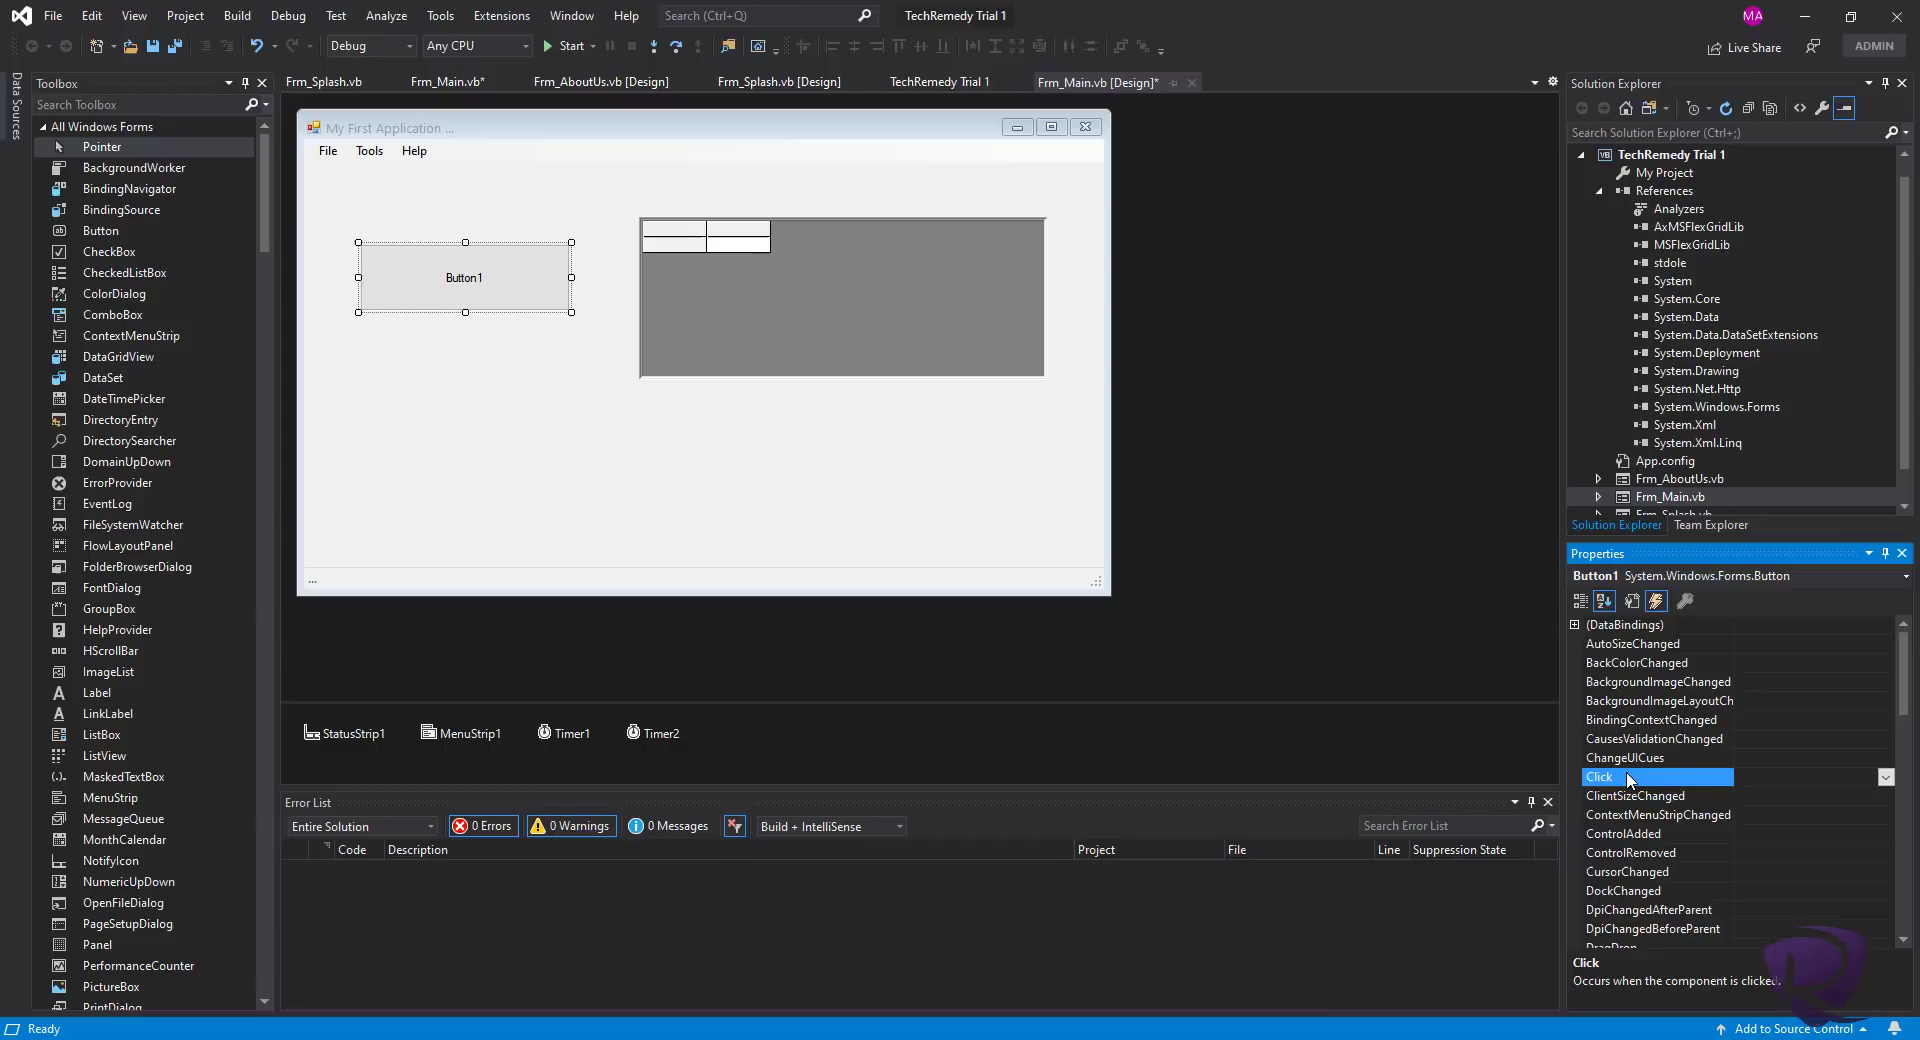 File Edit View Project Build Debug Test Analyze Tools Extensions Window Help Search (Ctrl+Q) TechRemedy Trial 1 MA
Debug Any CPU Start Live Share ADMIN
Data Sources
Toolbox
Search Toolbox
All Windows Forms
Pointer
BackgroundWorker
BindingNavigator
BindingSource
Button
CheckBox
CheckedListBox
ColorDialog
ComboBox
ContextMenuStrip
DataGridView
DataSet
DateTimePicker
DirectoryEntry
DirectorySearcher
DomainUpDown
ErrorProvider
EventLog
FileSystemWatcher
FlowLayoutPanel
FolderBrowserDialog
FontDialog
GroupBox
HelpProvider
HScrollBar
ImageList
Label
LinkLabel
ListBox
ListView
MaskedTextBox
MenuStrip
MessageQueue
MonthCalendar
NotifyIcon
NumericUpDown
OpenFileDialog
PageSetupDialog
Panel
PerformanceCounter
PictureBox
PrintDialog
Frm_Splash.vb Frm_Main.vb* Frm_AboutUs.vb [Design] Frm_Splash.vb [Design] TechRemedy Trial 1 Frm_Main.vb [Design]*
My First Application ...
File Tools Help
Button1
...
StatusStrip1 MenuStrip1 Timer1 Timer2
Error List
Entire Solution 0 Errors 0 Warnings 0 Messages Build + IntelliSense Search Error List
Code Description Project File Line Suppression State
Solution Explorer
Search Solution Explorer (Ctrl+;)
VB TechRemedy Trial 1
My Project
References
Analyzers
AxMSFlexGridLib
MSFlexGridLib
stdole
System
System.Core
System.Data
System.Data.DataSetExtensions
System.Deployment
System.Drawing
System.Net.Http
System.Windows.Forms
System.Xml
System.Xml.Linq
App.config
Frm_AboutUs.vb
Frm_Main.vb
Frm_Splash.vb
Solution Explorer Team Explorer
Properties
Button1 System.Windows.Forms.Button
(DataBindings)
AutoSizeChanged
BackColorChanged
BackgroundImageChanged
BackgroundImageLayoutCh
BindingContextChanged
CausesValidationChanged
ChangeUICues
Click
ClientSizeChanged
ContextMenuStripChanged
ControlAdded
ControlRemoved
CursorChanged
DockChanged
DpiChangedAfterParent
DpiChangedBeforeParent
DragDrop
Click
Occurs when the component is clicked.
Ready Add to Source Control